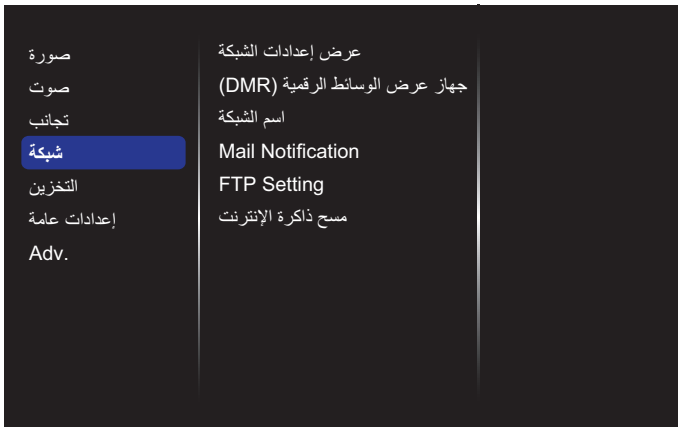 صورة
صوت
تجانب
شبكة
التخزين
إعدادات عامة
Adv.
عرض إعدادات الشبكة
جهاز عرض الوسائط الرقمية (DMR)
اسم الشبكة
Mail Notification
FTP Setting
مسح ذاكرة الإنترنت